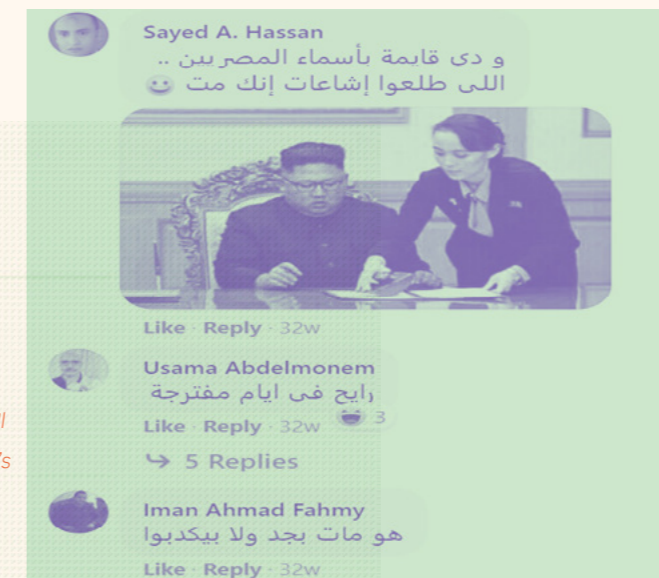 Sayed A. Hassan
و دى قايمة بأسماء المصريين ..
اللى طلعوا إشاعات إنك مت
Like · Reply · 32w
Usama Abdelmonem
رايح فى ايام مفترجة
Like · Reply · 32w
3
5 Replies
Iman Ahmad Fahmy
هو مات بجد ولا بيكدبوا
Like · Reply · 32w